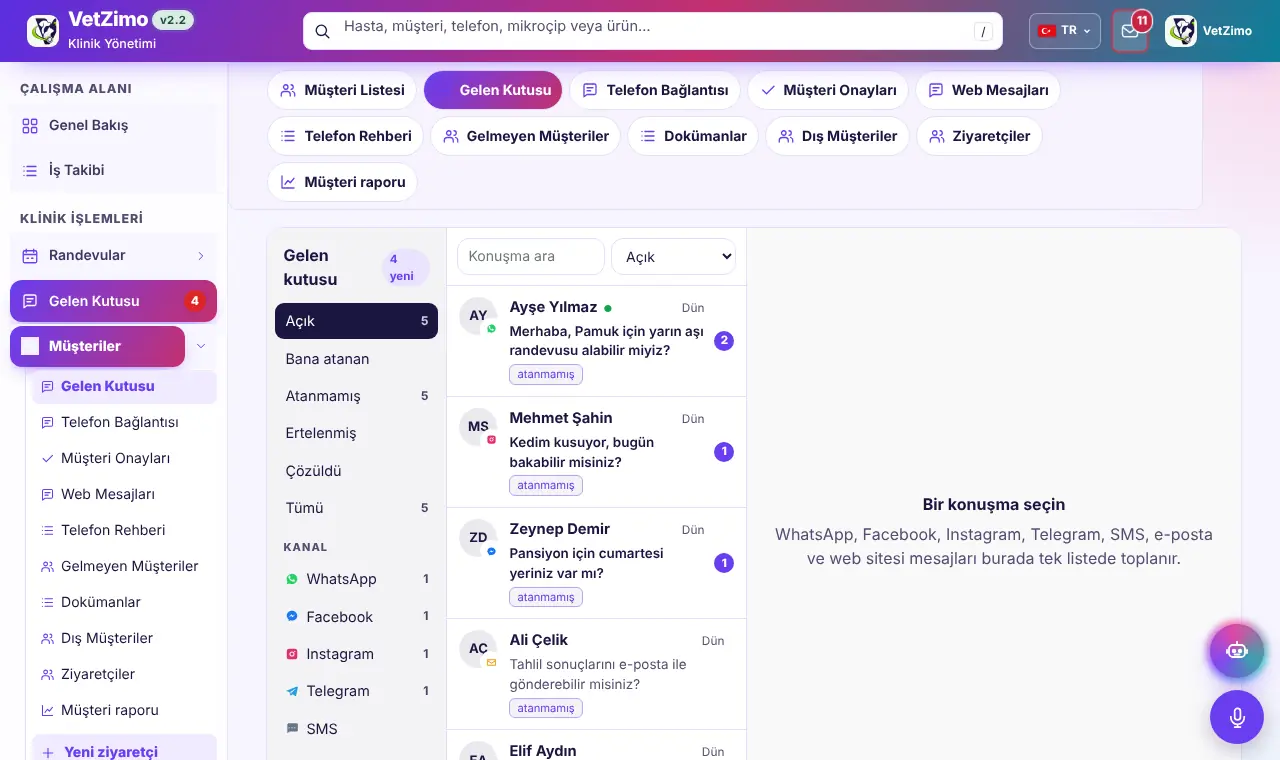 VetZimo v2.2
Klinik Yönetimi
Hasta, müşteri, telefon, mikroçip veya ürün...
/
TR
11
VetZimo
ÇALIŞMA ALANI
Genel Bakış
İş Takibi
KLİNİK İŞLEMLERİ
Randevular
Gelen Kutusu 4
Müşteriler
Gelen Kutusu
Telefon Bağlantısı
Müşteri Onayları
Web Mesajları
Telefon Rehberi
Gelmeyen Müşteriler
Dokümanlar
Dış Müşteriler
Ziyaretçiler
Müşteri raporu
Yeni ziyaretçi
Müşteri Listesi
Gelen Kutusu
Telefon Bağlantısı
Müşteri Onayları
Web Mesajları
Telefon Rehberi
Gelmeyen Müşteriler
Dokümanlar
Dış Müşteriler
Ziyaretçiler
Müşteri raporu
Gelen
kutusu
4
yeni
Açık 5
Bana atanan
Atanmamış 5
Ertelenmiş
Çözüldü
Tümü 5
KANAL
WhatsApp 1
Facebook 1
Instagram 1
Telegram 1
SMS
Konuşma ara
Açık
AY
Ayşe Yılmaz Dün
Merhaba, Pamuk için yarın aşı
randevusu alabilir miyiz?
2
atanmamış
MS
Mehmet Şahin Dün
Kedim kusuyor, bugün
bakabilir misiniz?
1
atanmamış
ZD
Zeynep Demir Dün
Pansiyon için cumartesi
yeriniz var mı?
1
atanmamış
AÇ
Ali Çelik Dün
Tahlil sonuçlarını e-posta ile
gönderebilir misiniz?
atanmamış
EA
Elif Aydın Dün
Bir konuşma seçin
WhatsApp, Facebook, Instagram, Telegram, SMS, e-posta
ve web sitesi mesajları burada tek listede toplanır.